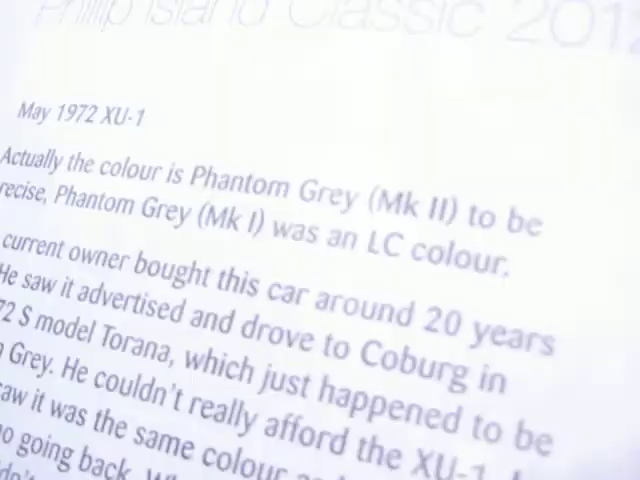 Phillip Island Classic 2012
May 1972 XU-1
Actually the colour is Phantom Grey (Mk II) to be
recise, Phantom Grey (Mk I) was an LC colour.
current owner bought this car around 20 years
He saw it advertised and drove to Coburg in
72 S model Torana, which just happened to be
Grey. He couldn't really afford the XU-1
saw it was the same colour
no going back.